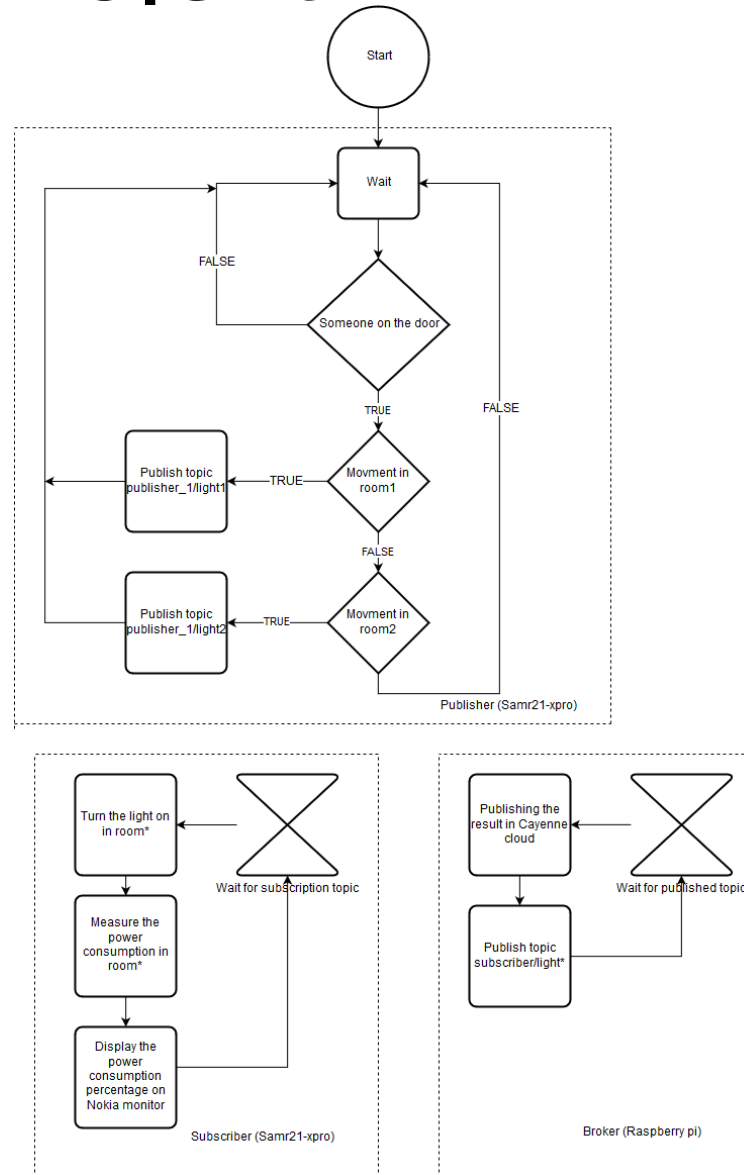 Start
Wait
FALSE
Someone on the door
TRUE
FALSE
Publish topic
publisher_1/light1
TRUE
Movment in
room1
FALSE
Publish topic
publisher_1/light2
TRUE
Movment in
room2
Publisher (Samr21-xpro)
Turn the light on
in room*
Wait for subscription topic
Measure the
power
consumption in
room*
Display the
power
consumption
percentage on
Nokia monitor
Subscriber (Samr21-xpro)
Publishing the
result in Cayenne
cloud
Wait for published topic
Publish topic
subscriber/light*
Broker (Raspberry pi)